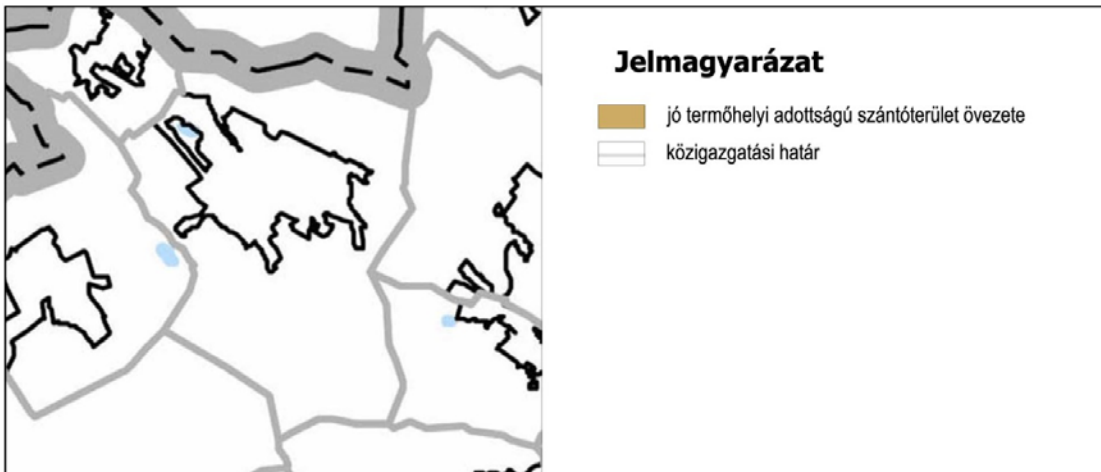 Jelmagyarázat
jó termőhelyi adottságú szántóterület övezete
közigazgatási határ